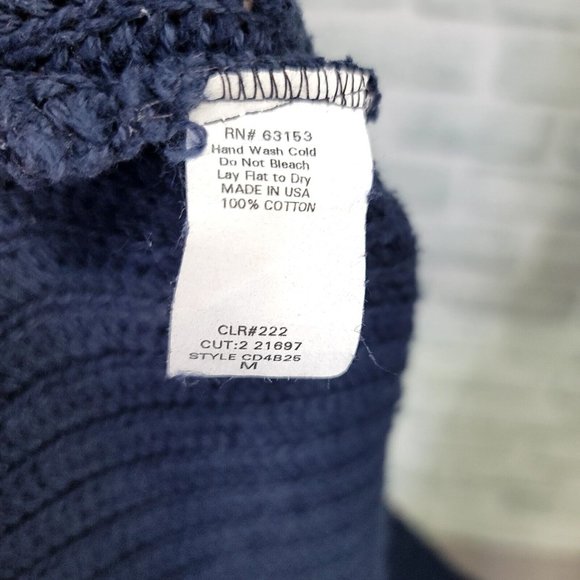 RN# 63153
Hand Wash Cold
Do Not Bleach
Lay Flat to Dry
MADE IN USA
100% COTTON
CLR#222
CUT:2 21697
STYLE CD4B25
M